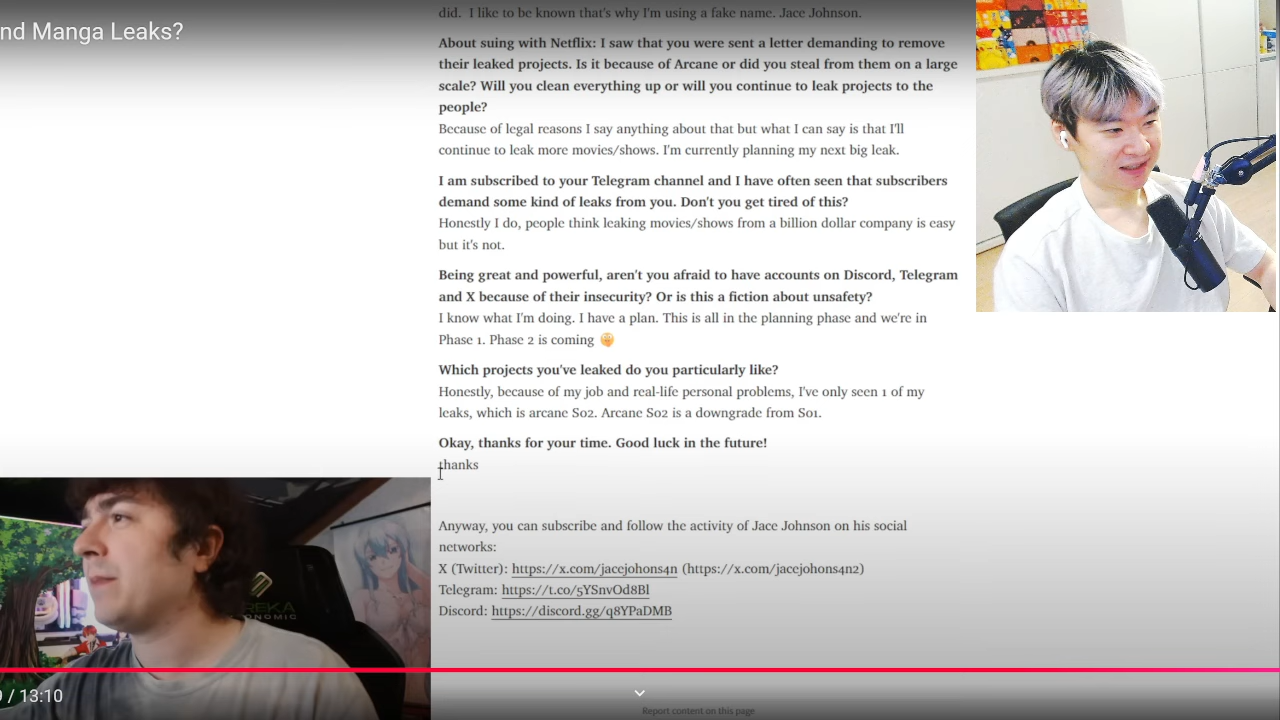 nd Manga Leaks?
did. I like to be known that's why I'm using a fake name. Jace Johnson.
About suing with Netflix: I saw that you were sent a letter demanding to remove
their leaked projects. Is it because of Arcane or did you steal from them on a large
scale? Will you clean everything up or will you continue to leak projects to the
people?
Because of legal reasons I say anything about that but what I can say is that I'll
continue to leak more movies/shows. I'm currently planning my next big leak.
I am subscribed to your Telegram channel and I have often seen that subscribers
demand some kind of leaks from you. Don't you get tired of this?
Honestly I do, people think leaking movies/shows from a billion dollar company is easy
but it's not.
Being great and powerful, aren't you afraid to have accounts on Discord, Telegram
and X because of their insecurity? Or is this a fiction about unsafety?
I know what I'm doing. I have a plan. This is all in the planning phase and we're in
Phase 1. Phase 2 is coming
Which projects you've leaked do you particularly like?
Honestly, because of my job and real-life personal problems, I've only seen 1 of my
leaks, which is arcane S02. Arcane S02 is a downgrade from S01.
Okay, thanks for your time. Good luck in the future!
thanks
Anyway, you can subscribe and follow the activity of Jace Johnson on his social
networks:
X (Twitter): https://x.com/jacejohons4n (https://x.com/jacejohons4n2)
Telegram: https://t.co/5YSnvOd8Bl
Discord: https://discord.gg/q8YPaDMB
REKA
ONOMIC
/ 13:10
Report content on this page